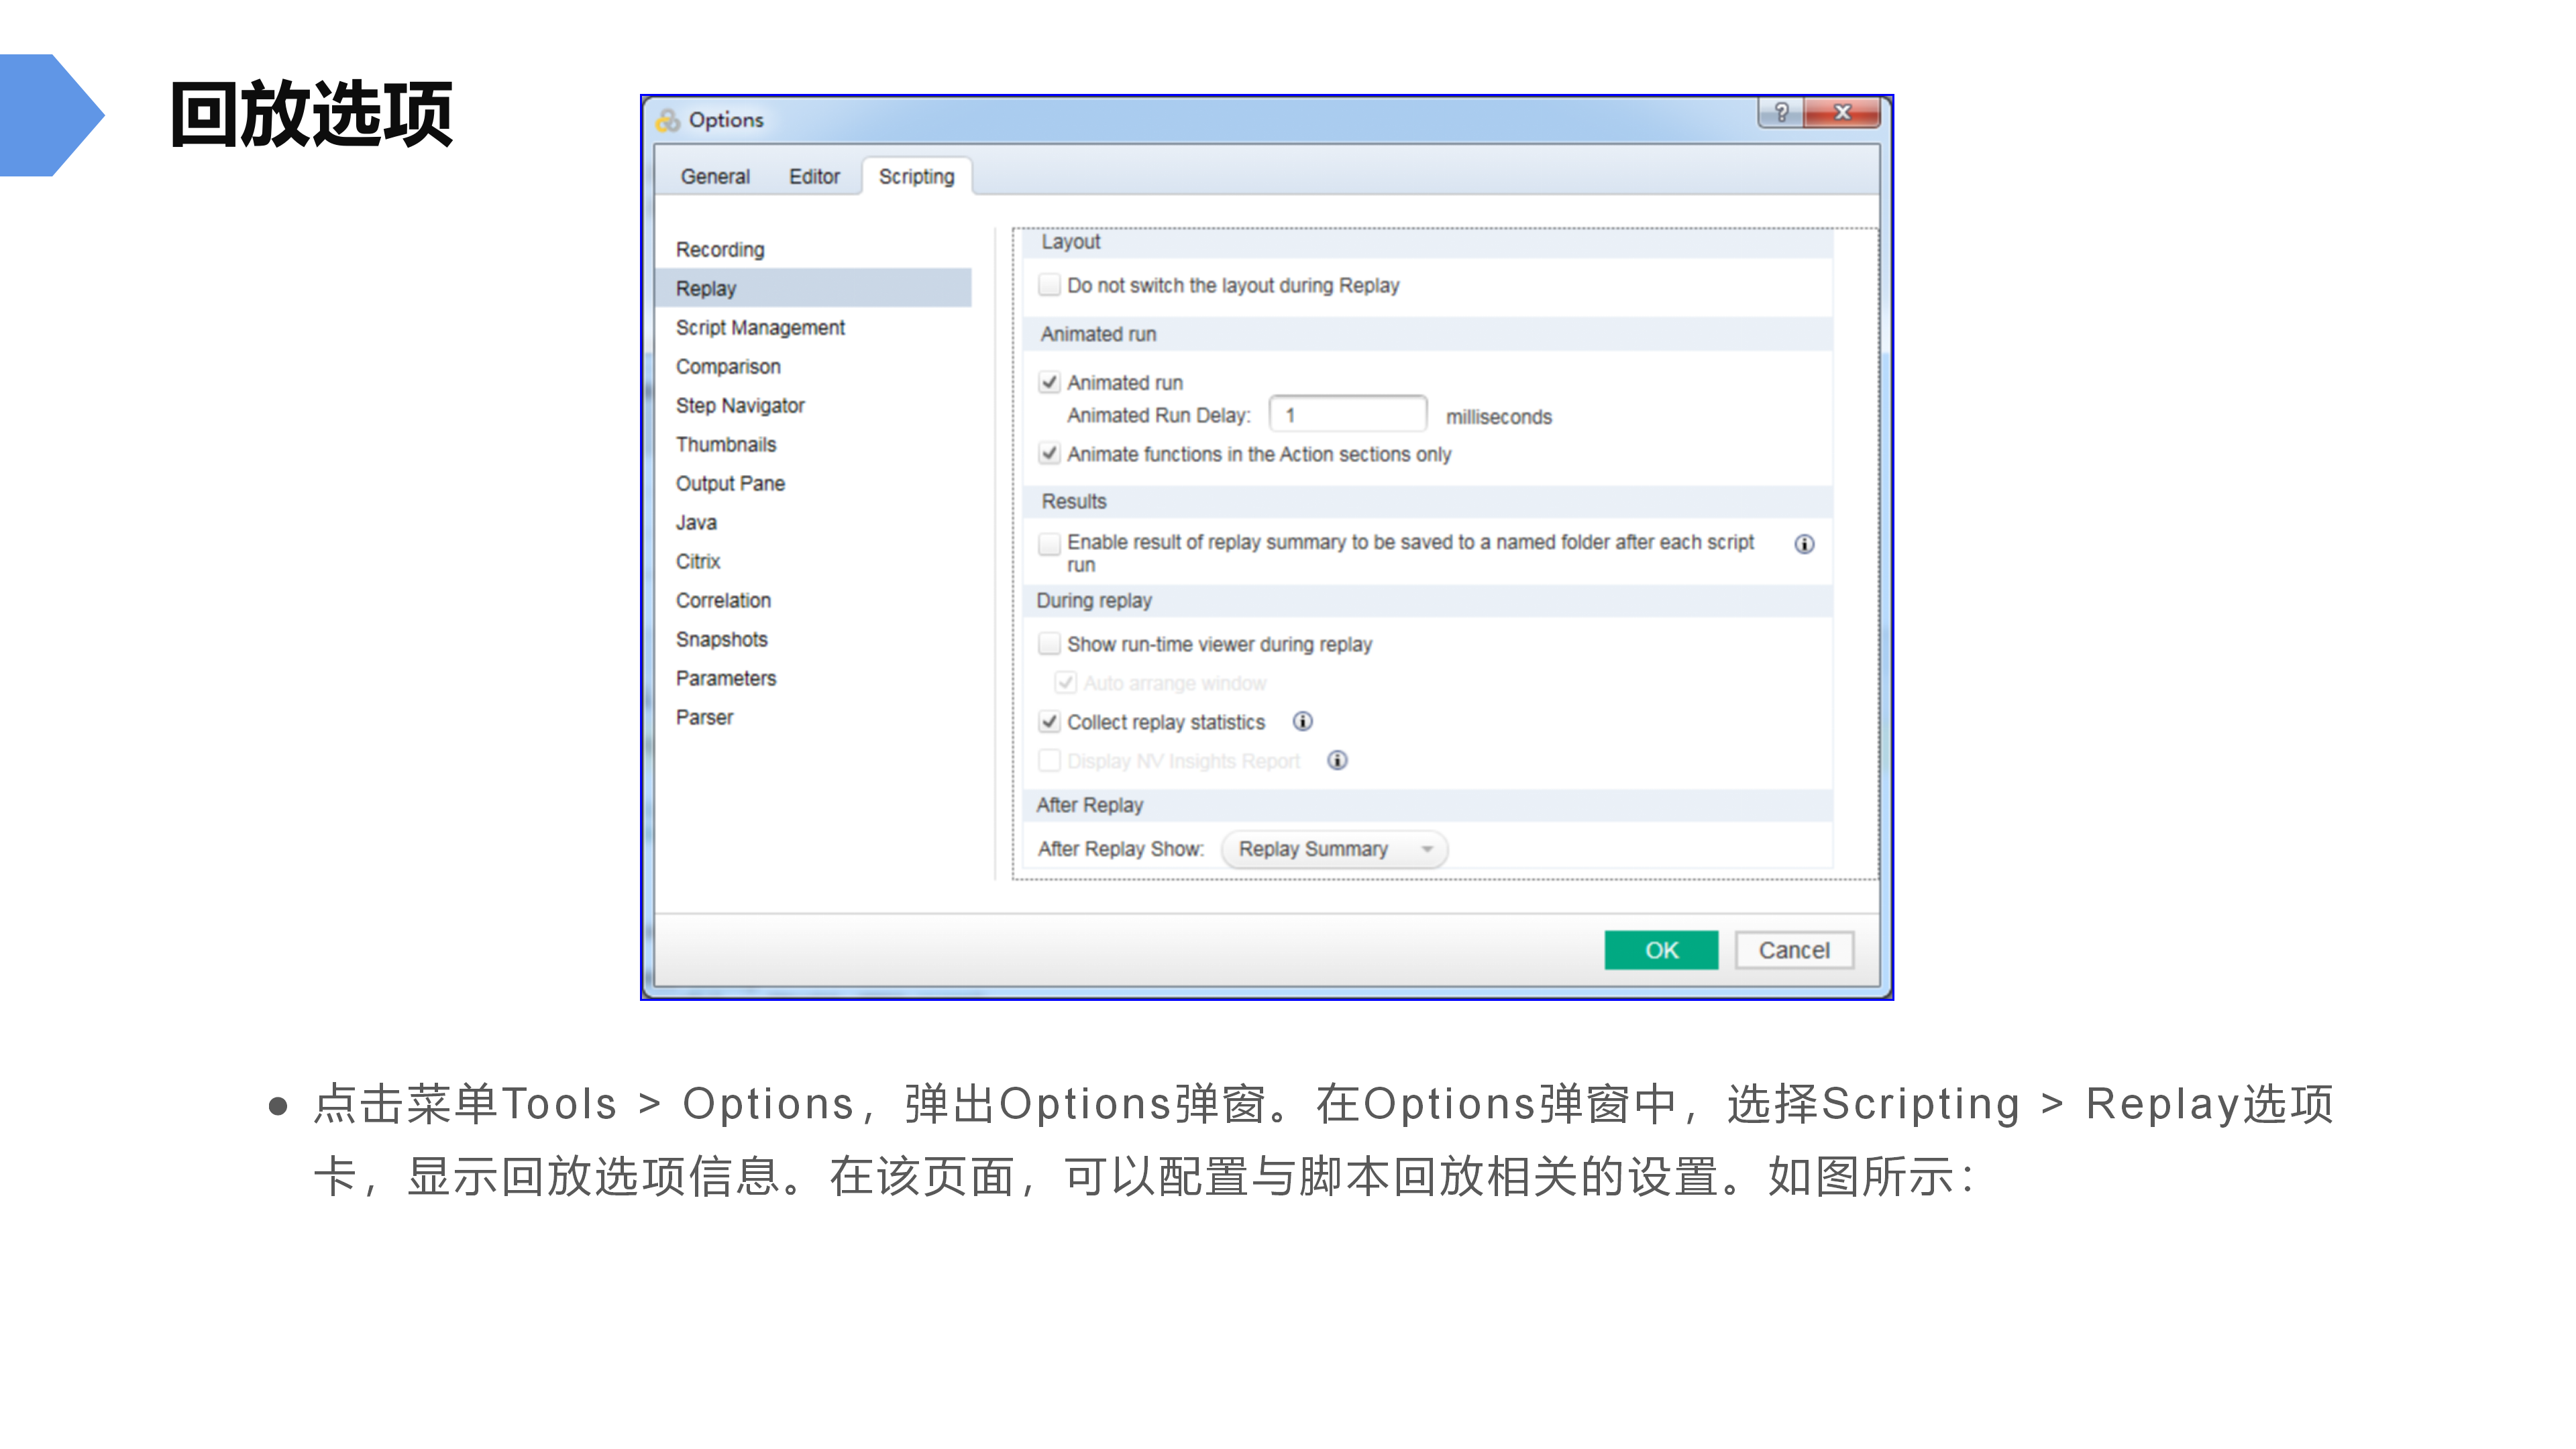 回放选项
Options
?
General Editor Scripting
Recording
Replay
Script Management
Comparison
Step Navigator
Thumbnails
Output Pane
Java
Citrix
Correlation
Snapshots
Parameters
Parser
Layout
Do not switch the layout during Replay
Animated run
Animated run
Animated Run Delay: 1 milliseconds
Animate functions in the Action sections only
Results
Enable result of replay summary to be saved to a named folder after each script
run
During replay
Show run-time viewer during replay
Auto arrange window
Collect replay statistics
Display NV Insights Report
After Replay
After Replay Show: Replay Summary
OK Cancel
● 点击菜单Tools > Options，弹出Options弹窗。在Options弹窗中，选择Scripting > Replay选项
卡，显示回放选项信息。在该页面，可以配置与脚本回放相关的设置。如图所示：